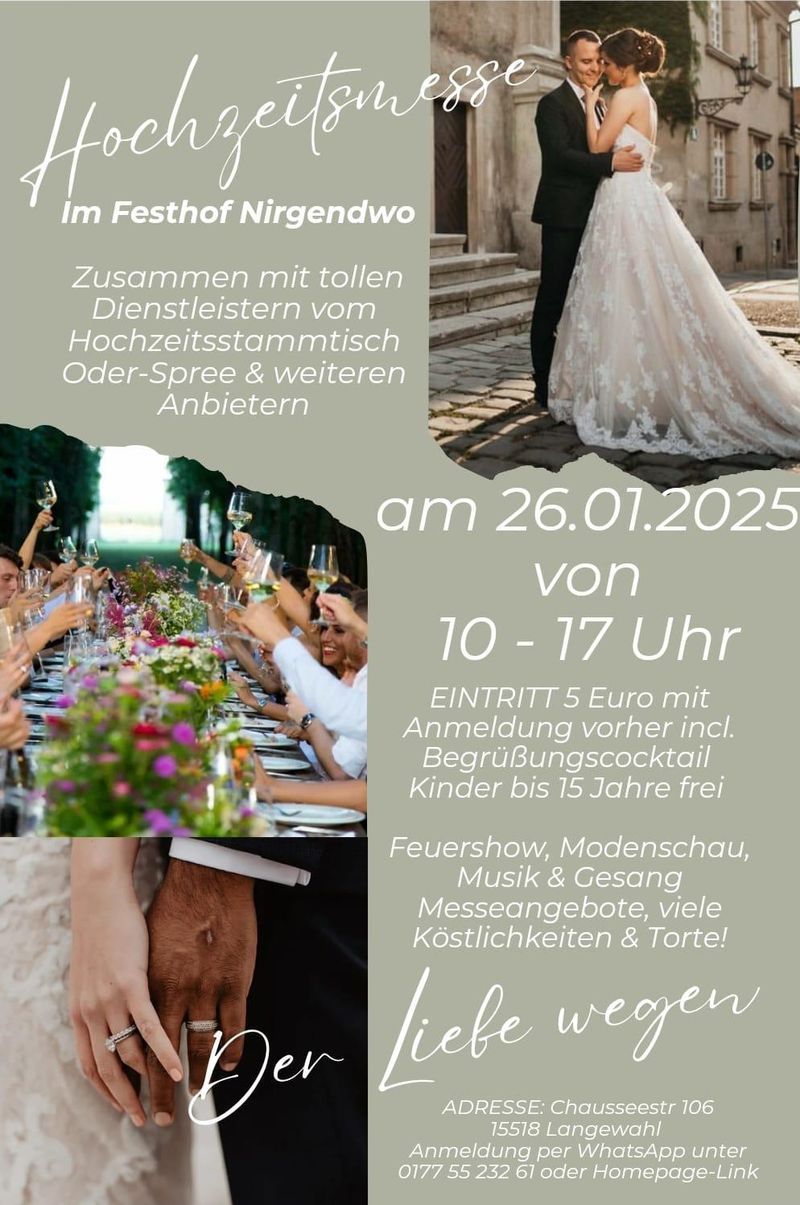 Hochzeitsmesse
Im Festhof Nirgendwo
Zusammen mit tollen
Dienstleistern vom
Hochzeitsstammtisch
Oder-Spree & weiteren
Anbietern
am 26.01.2025
von
10 - 17 Uhr
EINTRITT 5 Euro mit
Anmeldung vorher incl.
Begrüßungscocktail
Kinder bis 15 Jahre frei
Feuershow, Modenschau,
Musik & Gesang
Messeangebote, viele
Köstlichkeiten & Torte!
Der Liebe wegen
ADRESSE: Chausseestr 106
15518 Langewahl
Anmeldung per WhatsApp unter
0177 55 232 61 oder Homepage-Link